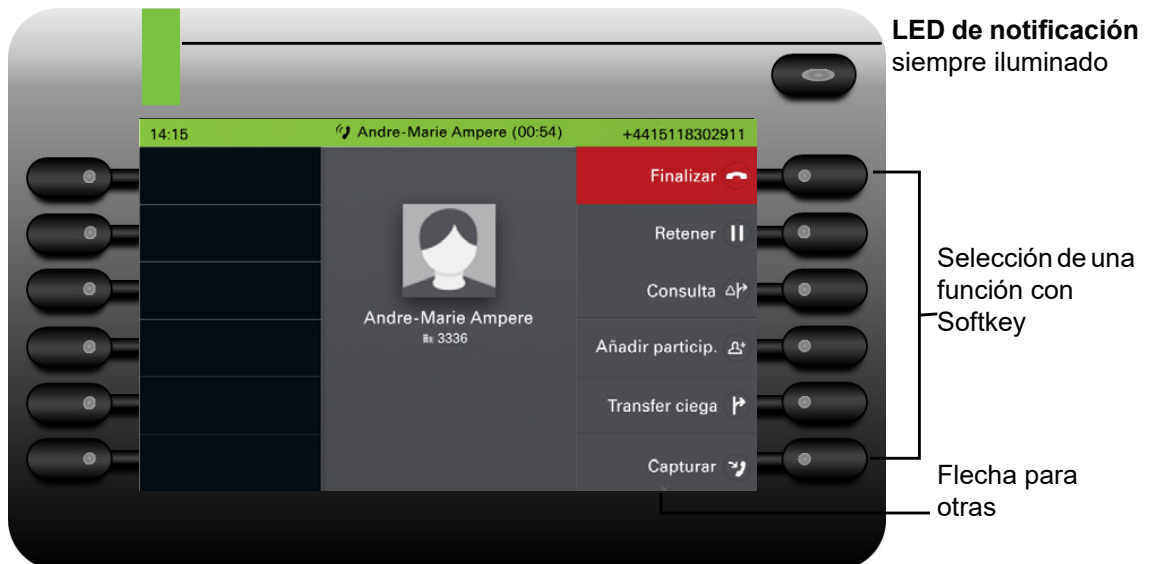 LED de notificación
siempre iluminado
14:15 Andre-Marie Ampere (00:54) +4415118302911
Finalizar
Retener
Consulta
Andre-Marie Ampere
3336
Añadir particip.
Transfer ciega
Capturar
Selección de una
función con
Softkey
Flecha para
otras